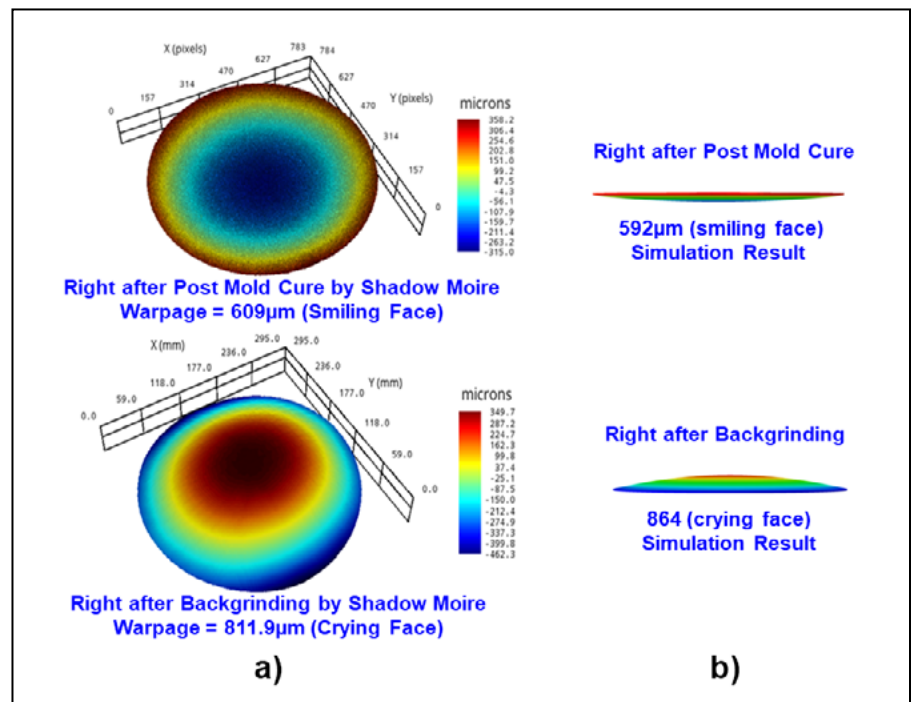 X (pixels)
0
157
314
470
627
783
784
627
470
314
157
0
Y (pixels)
microns
358.2
306.4
254.6
202.8
151.0
99.2
47.5
-4.3
-56.1
-107.9
-159.7
-211.4
-263.2
-315.0
Right after Post Mold Cure by Shadow Moire
Warpage = 609µm (Smiling Face)
Right after Post Mold Cure
592µm (smiling face)
Simulation Result
X (mm)
0.0
59.0
118.0
177.0
236.0
295.0
295.0
236.0
177.0
118.0
59.0
0.0
Y (mm)
microns
349.7
287.2
224.7
162.3
99.8
37.4
-25.1
-87.5
-150.0
-212.4
-274.9
-337.3
-399.8
-462.3
Right after Backgrinding by Shadow Moire
Warpage = 811.9µm (Crying Face)
Right after Backgrinding
864 (crying face)
Simulation Result
a)
b)